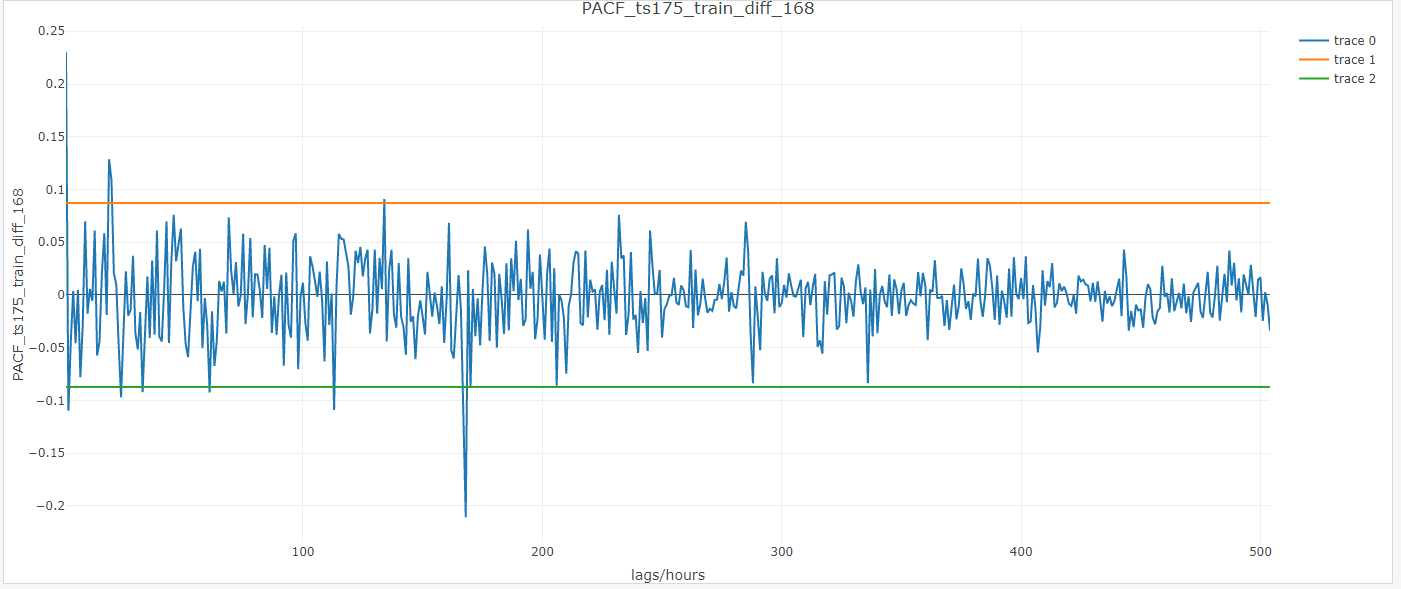 PACF_ts175_train_diff_168
trace 0
trace 1
trace 2
PACF_ts175_train_diff_168
0.25
0.2
0.15
0.1
0.05
0
−0.05
−0.1
−0.15
−0.2
100
200
300
400
500
lags/hours